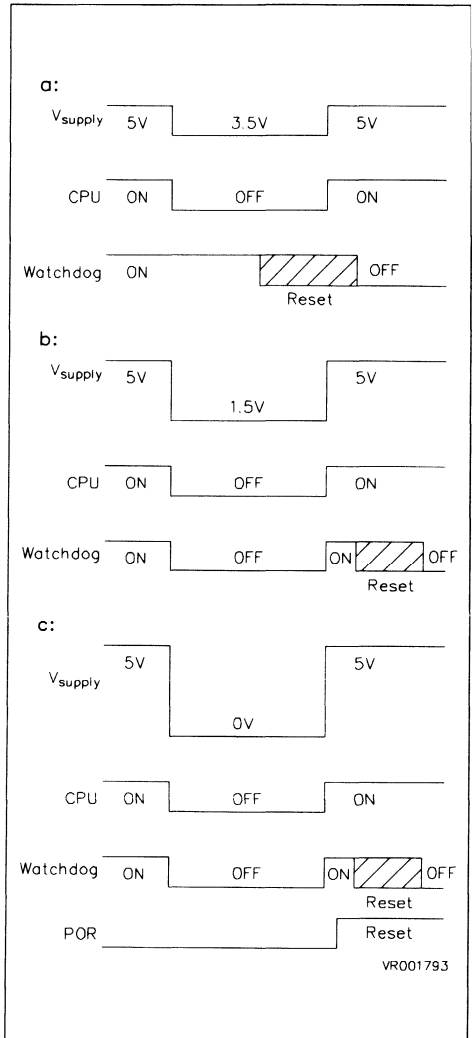 a:
Vsupply 5V 3.5V 5V
CPU ON OFF ON
Watchdog ON OFF
Reset
b:
Vsupply 5V 5V
1.5V
CPU ON OFF ON
Watchdog ON OFF ON OFF
Reset
c:
Vsupply 5V 5V
0V
CPU ON OFF ON
Watchdog ON OFF ON OFF
Reset
POR Reset
VR001793